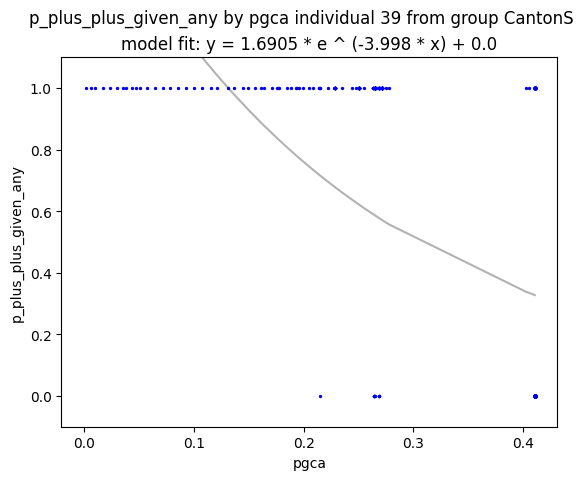 p_plus_plus_given_any by pgca individual 39 from group CantonS
model fit: y = 1.6905 * e ^ (-3.998 * x) + 0.0
1.0
0.8
0.6
0.4
0.2
0.0
p_plus_plus_given_any
0.0
0.1
0.2
0.3
0.4
pgca